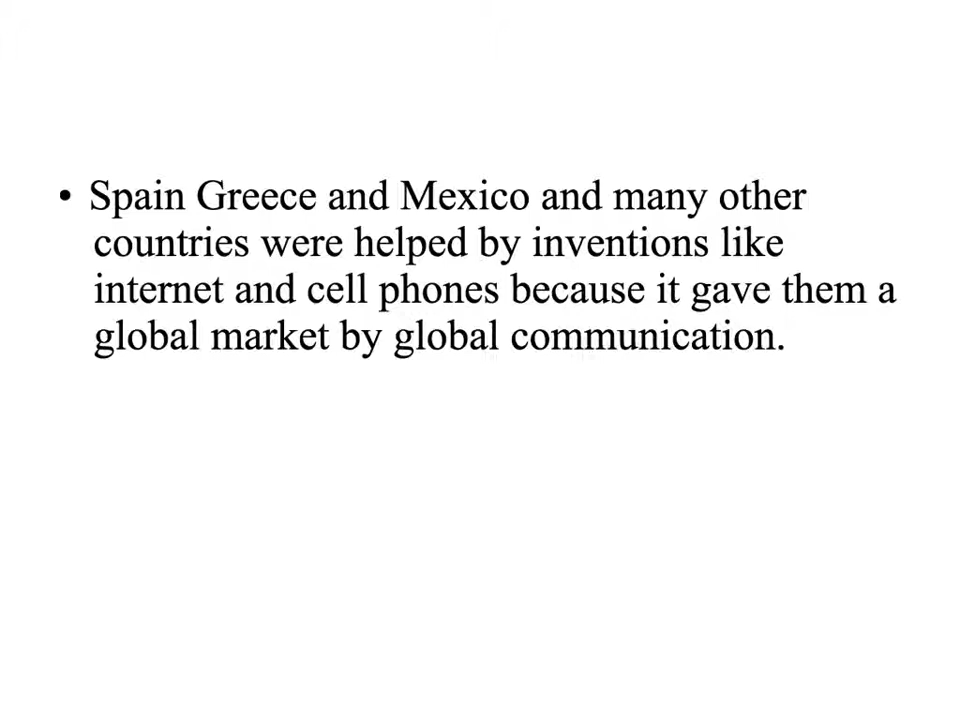 • Spain Greece and Mexico and many other
countries were helped by inventions like
internet and cell phones because it gave them a
global market by global communication.